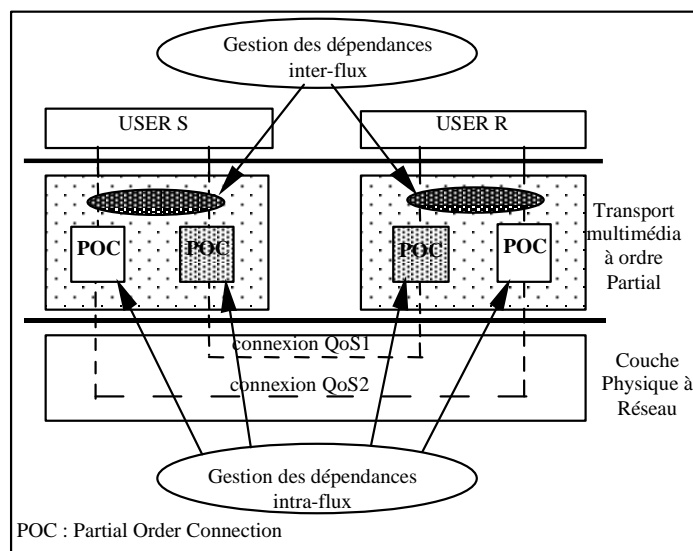 Gestion des dépendances
inter-flux
USER S
USER R
POC
POC
POC
POC
Transport
multimédia
à ordre
Partial
connexion QoS1
connexion QoS2
Couche
Physique à
Réseau
Gestion des dépendances
intra-flux
POC : Partial Order Connection